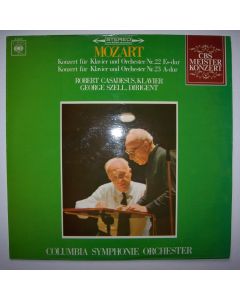 CBS
STEREO
MOZART
Konzert für Klavier und Orchester Nr.22 Es-dur
Konzert für Klavier und Orchester Nr.23 A-dur
ROBERT CASADESUS, KLAVIER
GEORGE SZELL, DIRIGENT
CBS
MEISTER
KONZERT
COLUMBIA SYMPHONIE ORCHESTER